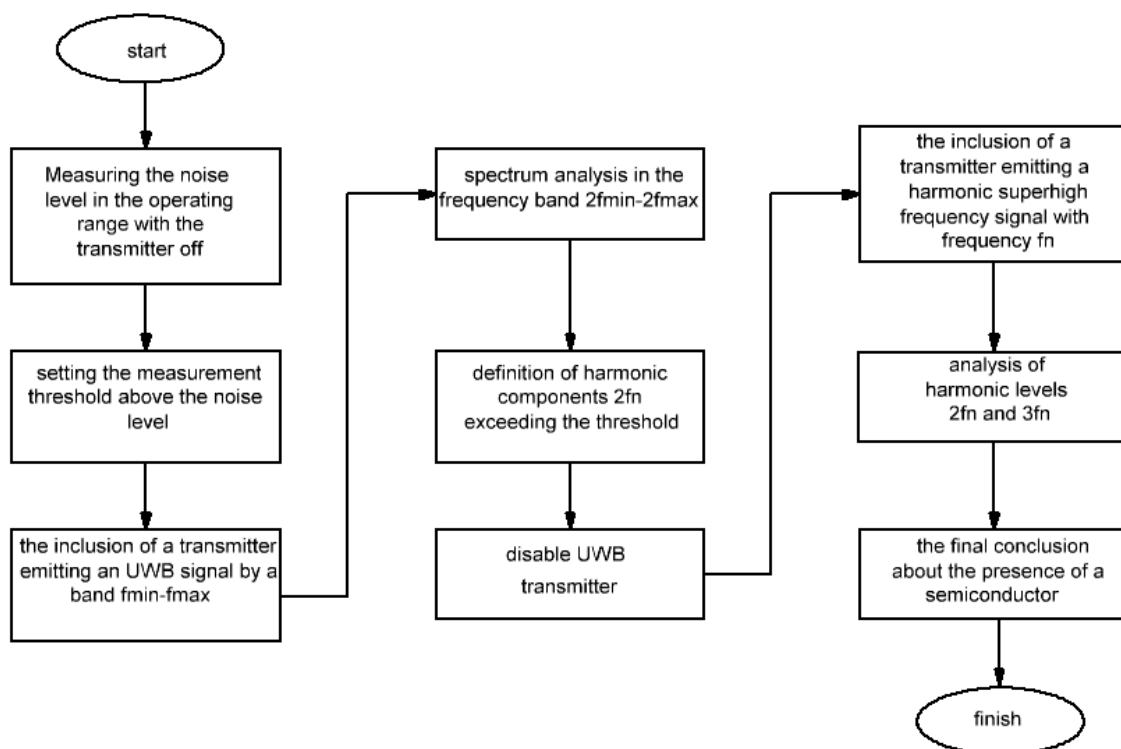 start
Measuring the noise
level in the operating
range with the
transmitter off
setting the measurement
threshold above the noise
level
the inclusion of a transmitter
emitting an UWB signal by a
band fmin-fmax
spectrum analysis in the
frequency band 2fmin-2fmax
definition of harmonic
components 2fn
exceeding the threshold
disable UWB
transmitter
the inclusion of a
transmitter emitting a
harmonic superhigh
frequency signal with
frequency fn
analysis of
harmonic levels
2fn and 3fn
the final conclusion
about the presence of a
semiconductor
finish